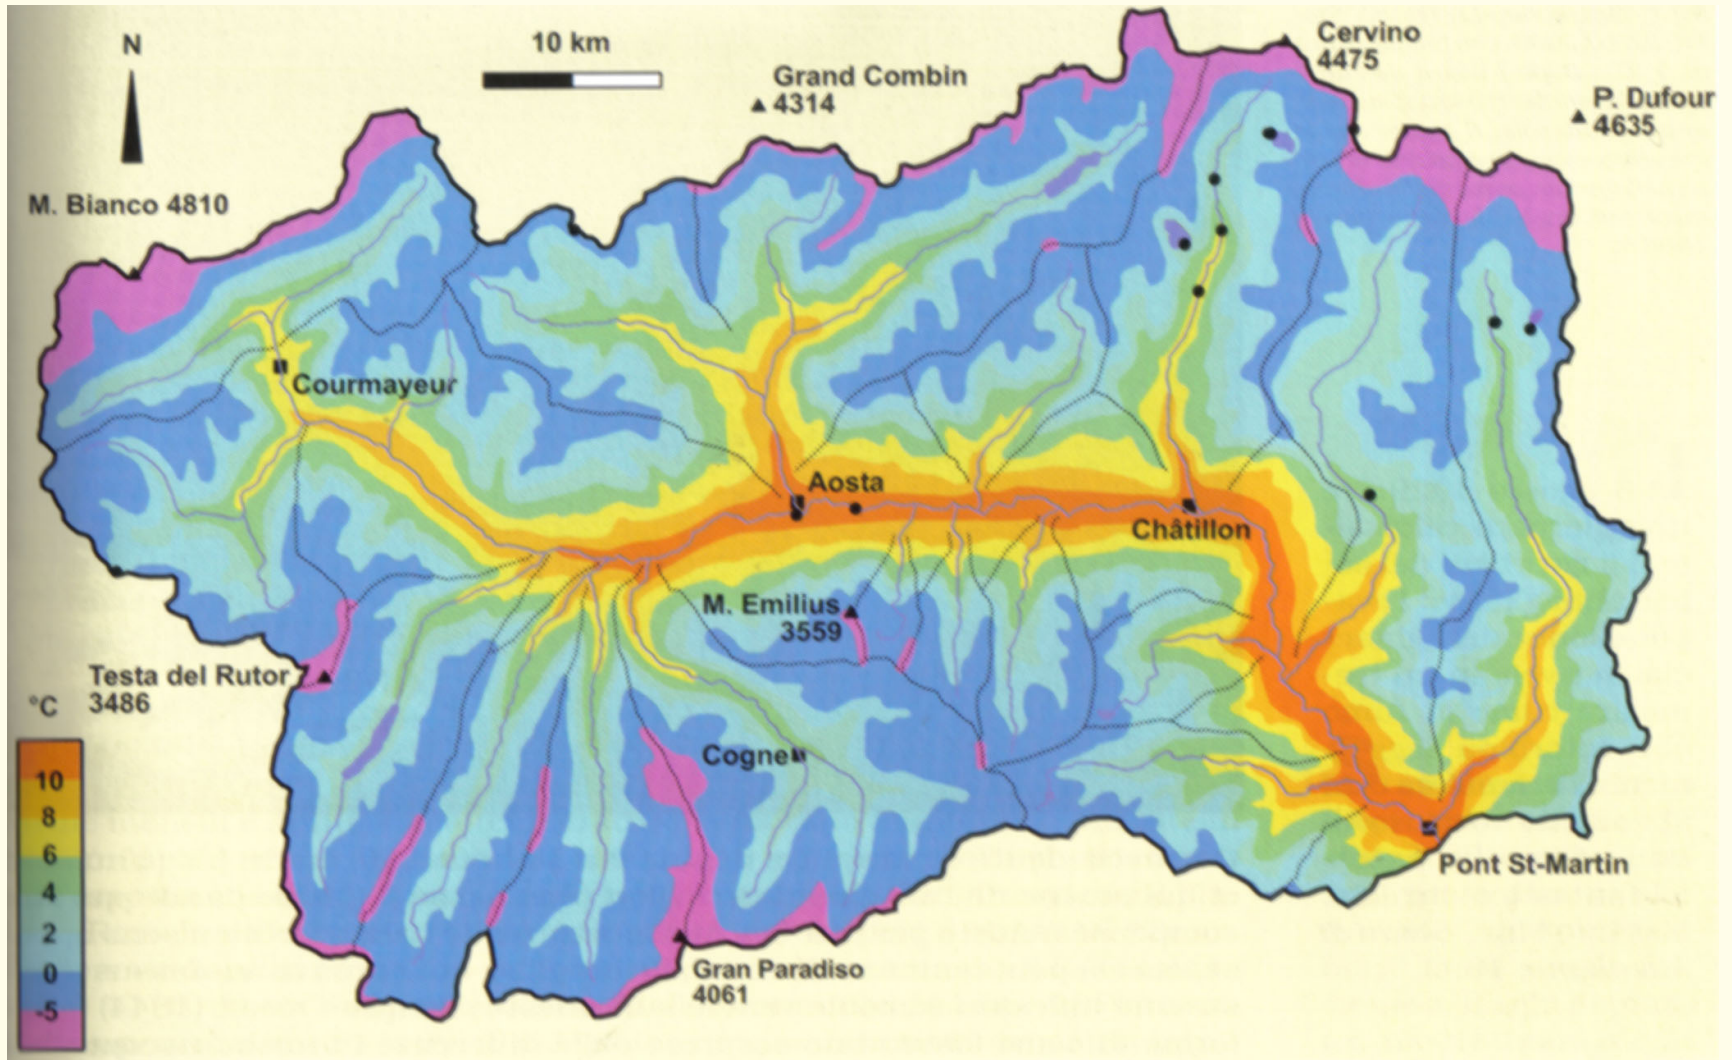 N
10 km
Cervino
4475
Grand Combin
4314
P. Dufour
4635
M. Bianco 4810
Courmayeur
Aosta
Châtillon
M. Emilius
3559
Testa del Rutor
3486
°C
10
8
6
4
2
0
-5
Cogne
Pont St-Martin
Gran Paradiso
4061